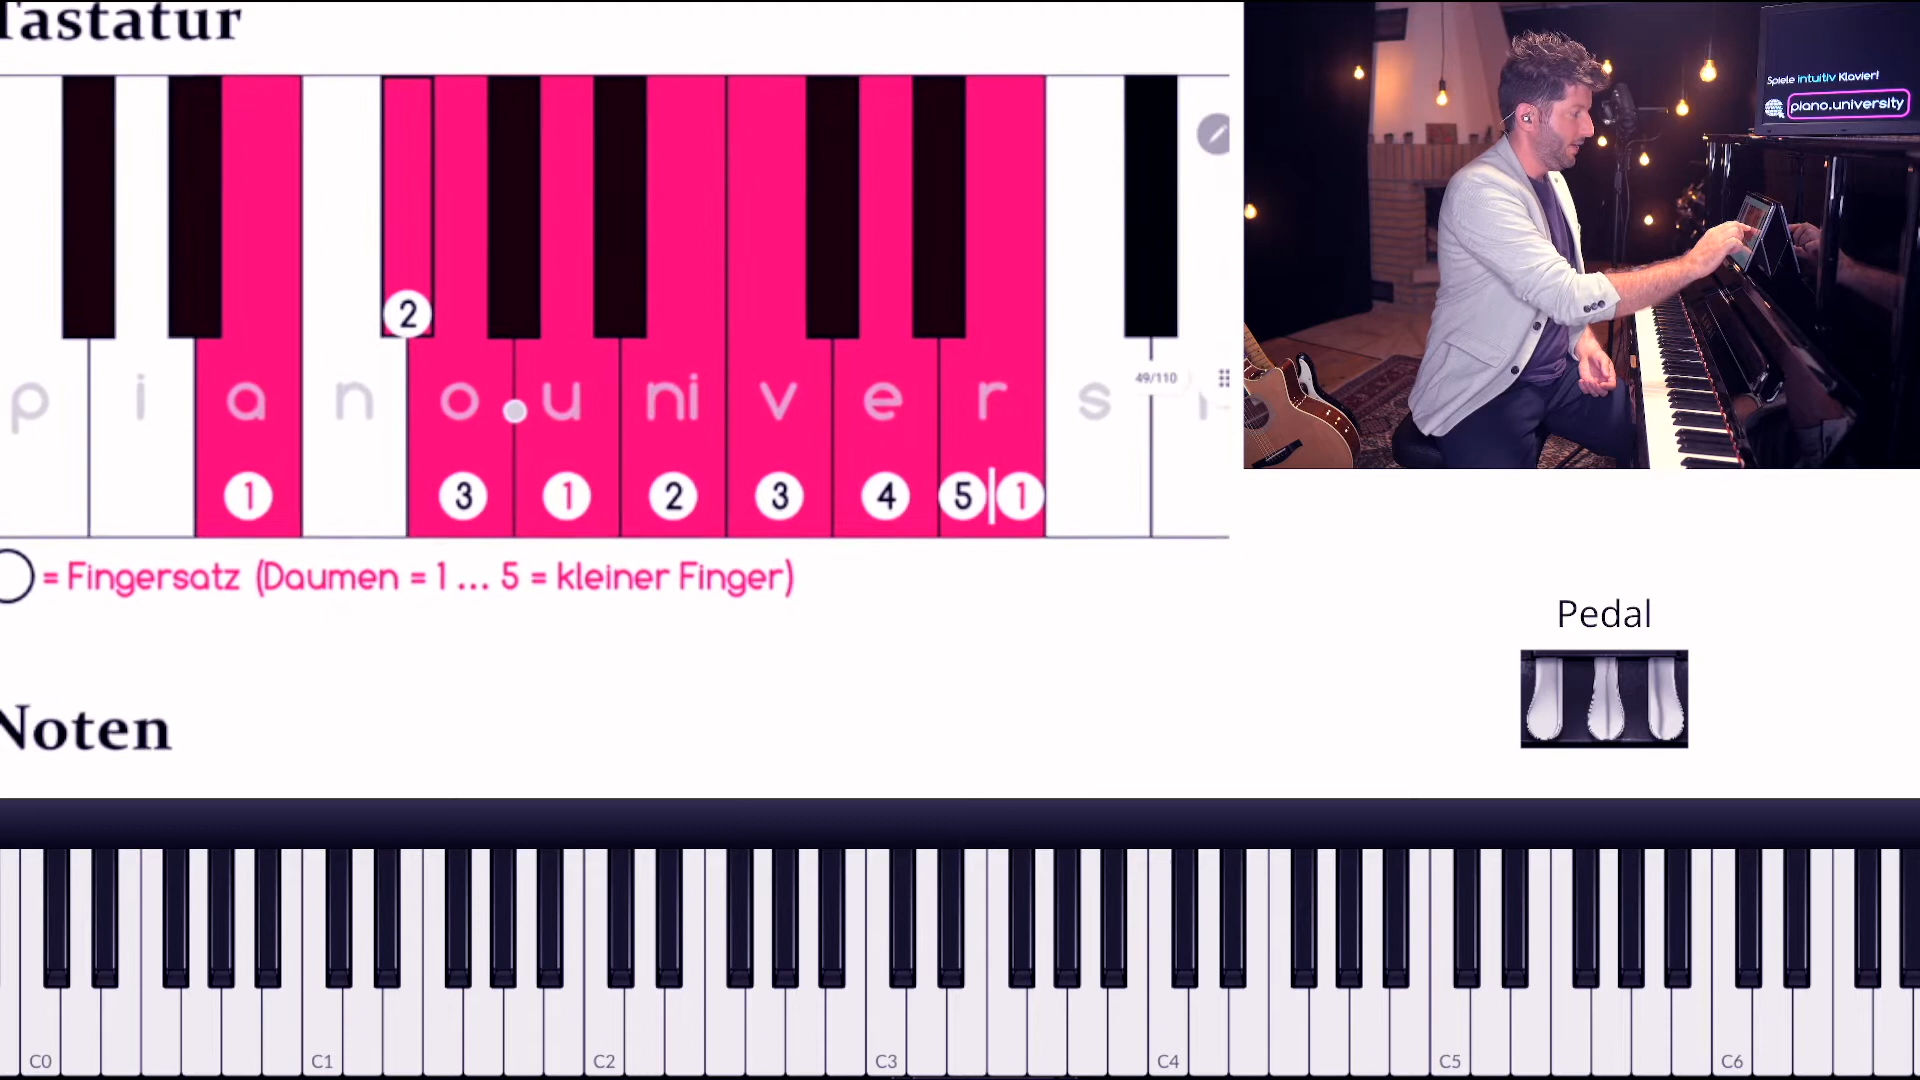 Tastatur
Spiele intuitiv Klavier!
piano.university
2
p i a n o u ni v e r s
49/110
1 3 1 2 3 4 5 1
= Fingersatz (Daumen = 1 ... 5 = kleiner Finger)
Pedal
Noten
C0 C1 C2 C3 C4 C5 C6